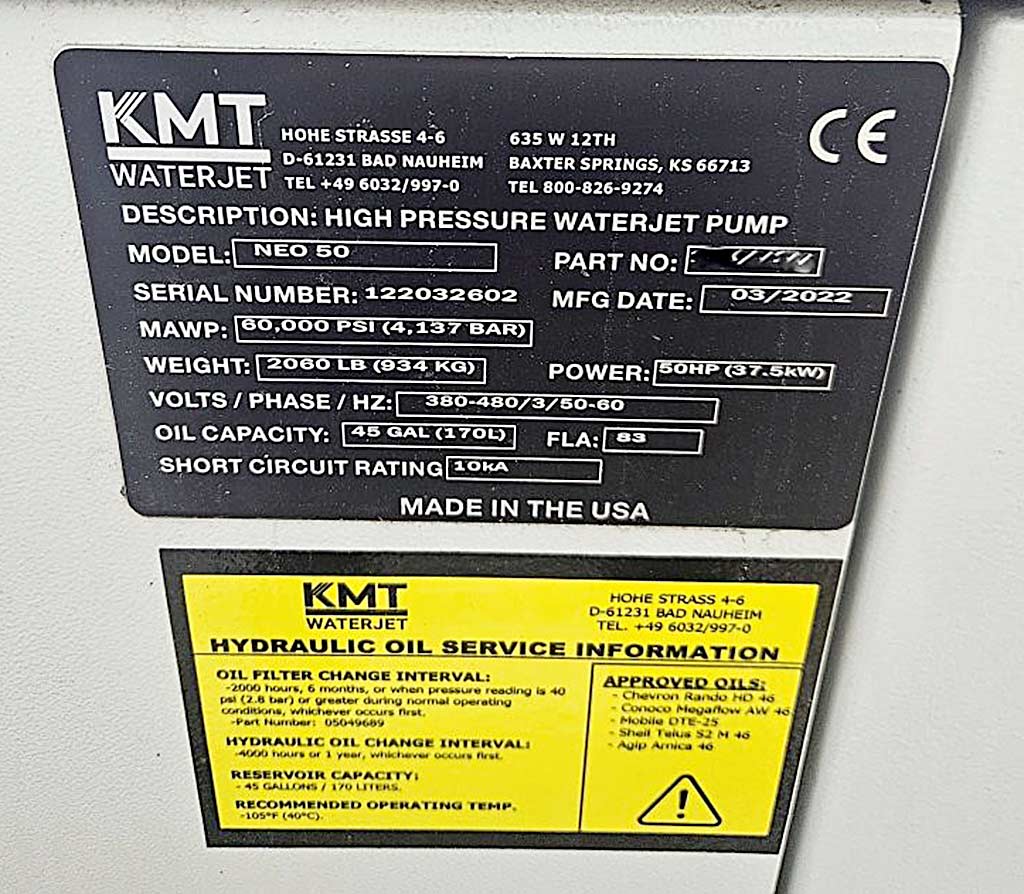 KMT
WATERJET
HOHE STRASSE 4-6
D-61231 BAD NAUHEIM
TEL +49 6032/997-0
635 W 12TH
BAXTER SPRINGS, KS 66713
TEL 800-826-9274
CE
DESCRIPTION: HIGH PRESSURE WATERJET PUMP
MODEL: NEO 50
PART NO:
SERIAL NUMBER: 122032602
MFG DATE: 03/2022
MAWP: 60,000 PSI (4,137 BAR)
WEIGHT: 2060 LB (934 KG)
POWER: 50HP (37.5kW)
VOLTS / PHASE / HZ: 380-480/3/50-60
OIL CAPACITY: 45 GAL (170L)
FLA: 83
SHORT CIRCUIT RATING 10kA
MADE IN THE USA
KMT
WATERJET
HOHE STRASS 4-6
D-61231 BAD NAUHEIM
TEL. +49 6032/997-0
HYDRAULIC OIL SERVICE INFORMATION
OIL FILTER CHANGE INTERVAL:
-2000 hours, 6 months, or when pressure reading is 40
psi (2.8 bar) or greater during normal operating
conditions, whichever occurs first.
-Part Number: 05049689
HYDRAULIC OIL CHANGE INTERVAL:
-4000 hours or 1 year, whichever occurs first.
RESERVOIR CAPACITY:
- 45 GALLONS / 170 LITERS.
RECOMMENDED OPERATING TEMP.
-105°F (40°C).
APPROVED OILS:
- Chevron Rando HD 46
- Conoco Megaflow AW 46
- Mobile DTE-25
- Shell Telus S2 M 46
- Agip Arnica 46